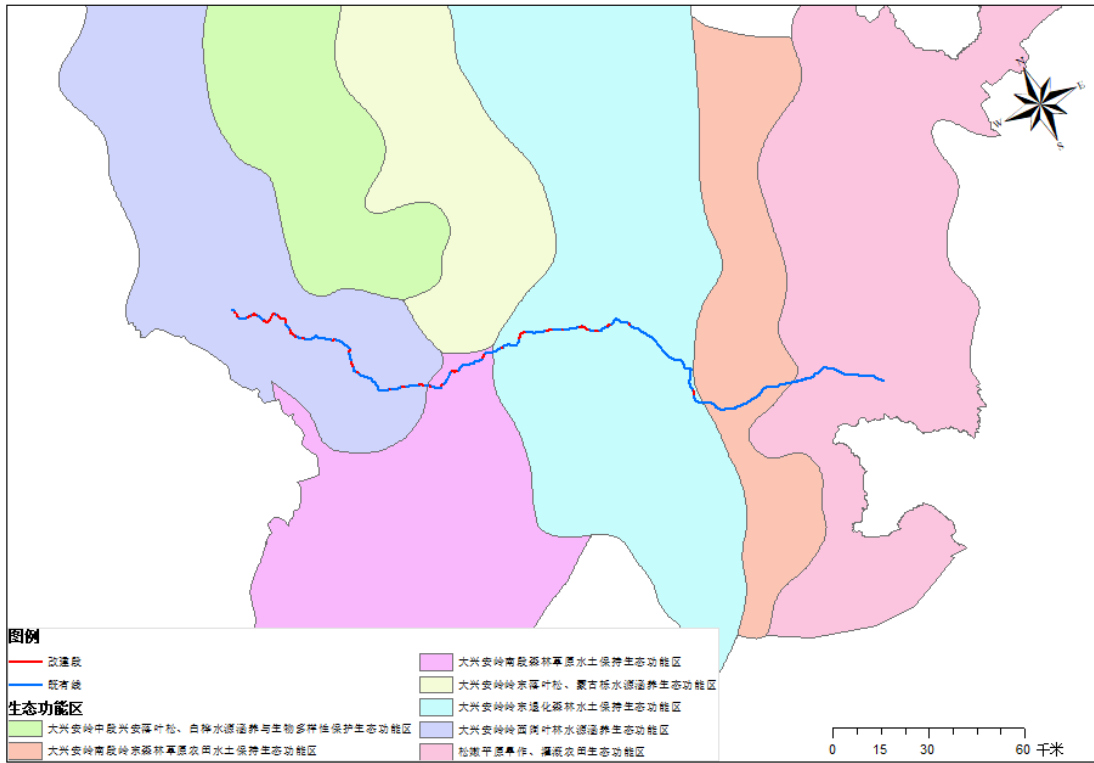 N
E
W
S
图例
改建段
既有线
生态功能区
大兴安岭中段兴安落叶松、白桦水源涵养与生物多样性保护生态功能区
大兴安岭南段岭东森林草原农田水土保持生态功能区
大兴安岭南段森林草原水土保持生态功能区
大兴安岭岭东落叶松、蒙古栎水源涵养生态功能区
大兴安岭岭东退化森林水土保持生态功能区
大兴安岭岭西阔叶林水源涵养生态功能区
松嫩平原旱作、灌溉农田生态功能区
0 15 30 60 千米